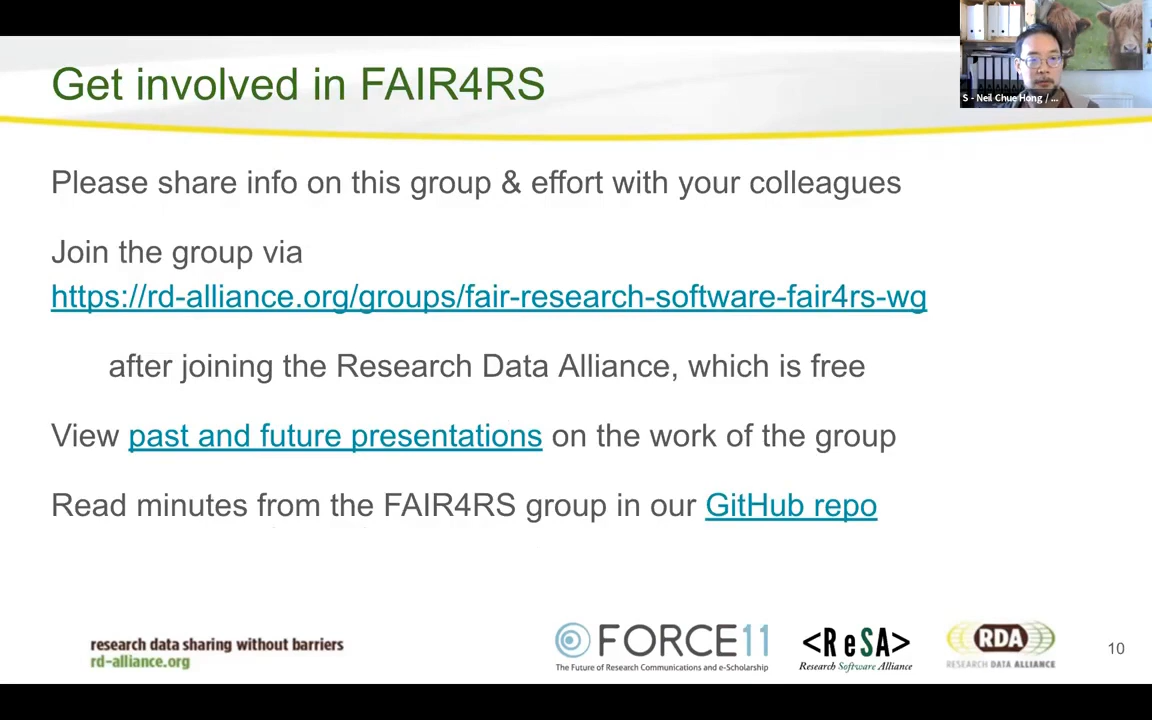 Get involved in FAIR4RS
S - Neil Chue Hong / ...
Please share info on this group & effort with your colleagues
Join the group via
https://rd-alliance.org/groups/fair-research-software-fair4rs-wg
after joining the Research Data Alliance, which is free
View past and future presentations on the work of the group
Read minutes from the FAIR4RS group in our GitHub repo
research data sharing without barriers
rd-alliance.org
FORCE11
The Future of Research Communications and e-Scholarship
<ReSA>
Research Software Alliance
RDA
RESEARCH DATA ALLIANCE
10